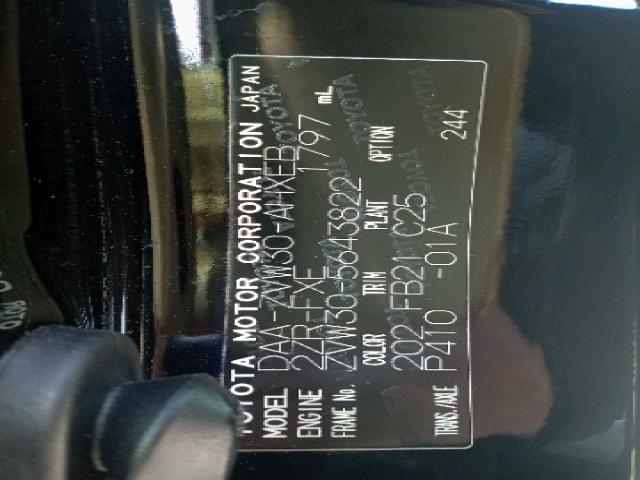 TOYOTA MOTOR CORPORATION JAPAN
MODEL DAA-ZVW30-AHXEB
ENGINE 2ZR-FXE 1797 mL
FRAME No. ZVW30-5643822
COLOR TRIM PLANT OPTION
202 FB21 C25
TRANS./AXLE P410 -01A 244